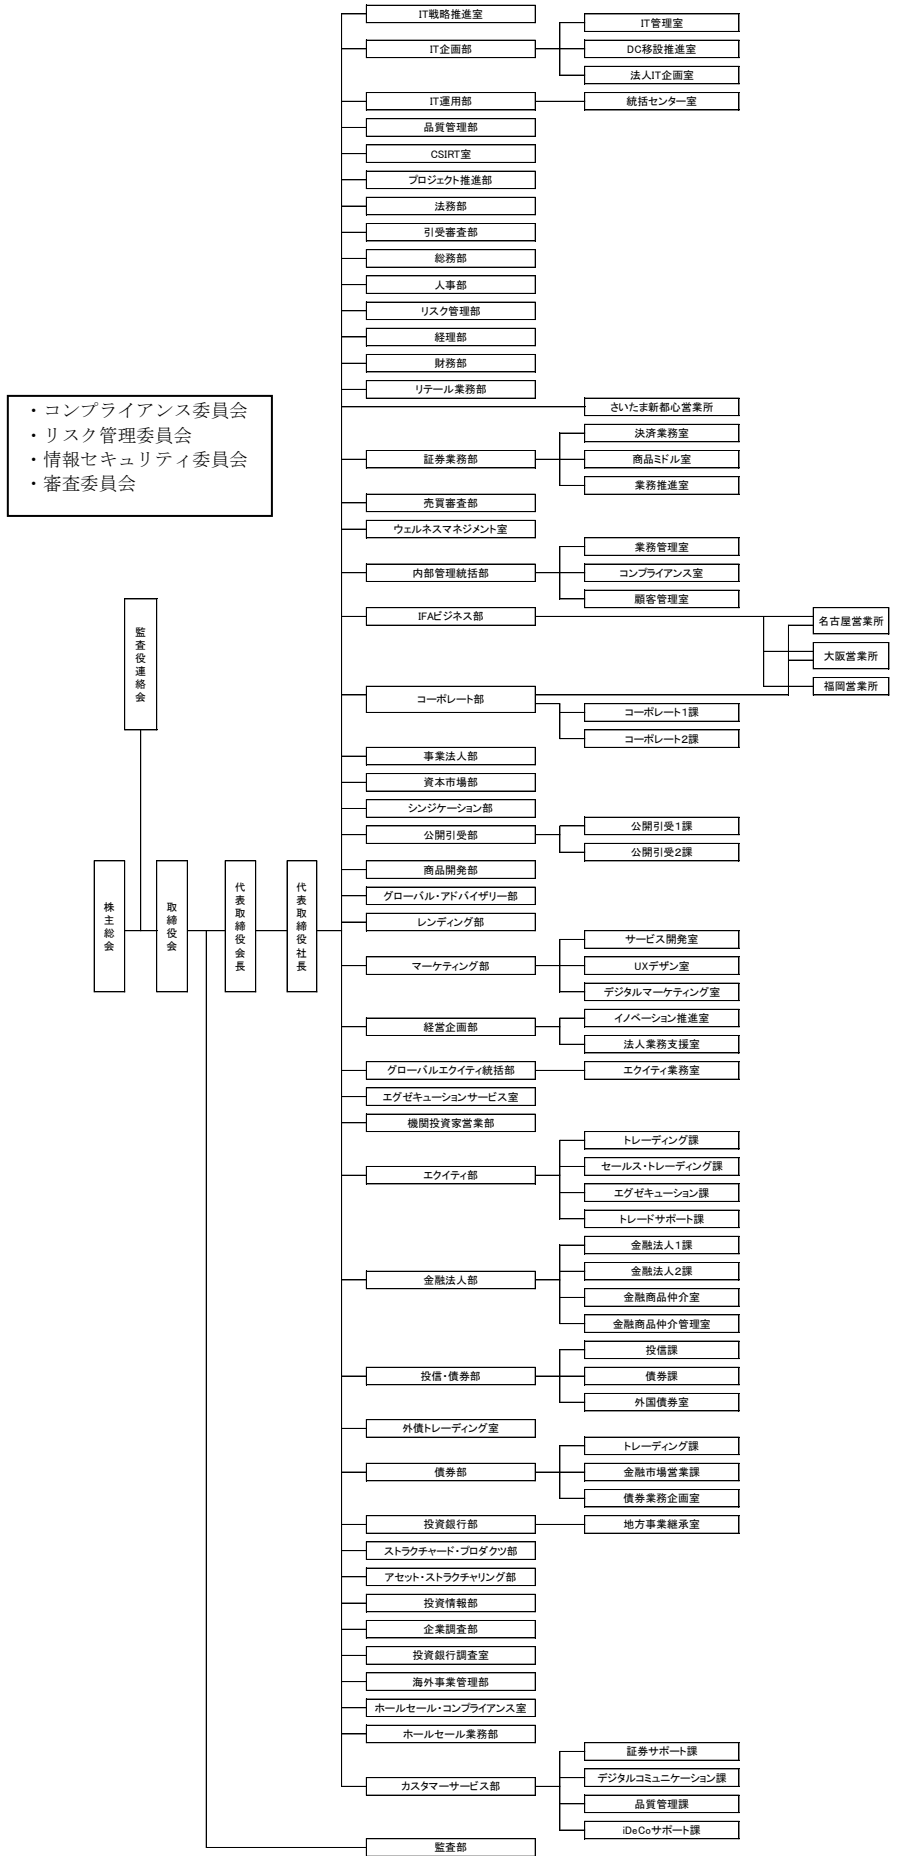 IT戦略推進室
IT企画部
IT管理室
DC移設推進室
法人IT企画室
IT運用部
統括センター室
品質管理部
CSIRT室
プロジェクト推進部
法務部
引受審査部
総務部
人事部
リスク管理部
経理部
財務部
リテール業務部
さいたま新都心営業所
・コンプライアンス委員会
・リスク管理委員会
・情報セキュリティ委員会
・審査委員会
証券業務部
決済業務室
商品ミドル室
業務推進室
売買審査部
ウェルネスマネジメント室
内部管理統括部
業務管理室
コンプライアンス室
顧客管理室
IFAビジネス部
名古屋営業所
大阪営業所
福岡営業所
監査役連絡会
コーポレート部
コーポレート1課
コーポレート2課
事業法人部
資本市場部
シンジケーション部
公開引受部
公開引受1課
公開引受2課
株主総会
取締役会
代表取締役会長
代表取締役社長
商品開発部
グローバル・アドバイザリー部
レンディング部
マーケティング部
サービス開発室
UXデザン室
デジタルマーケティング室
経営企画部
イノベーション推進室
法人業務支援室
グローバルエクイティ統括部
エクイティ業務室
エグゼキューションサービス室
機関投資家営業部
エクイティ部
トレーディング課
セールス・トレーディング課
エグゼキューション課
トレードサポート課
金融法人部
金融法人1課
金融法人2課
金融商品仲介室
金融商品仲介管理室
投信・債券部
投信課
債券課
外国債券室
外債トレーディング室
債券部
トレーディング課
金融市場営業課
債券業務企画室
投資銀行部
地方事業継承室
ストラクチャード・プロダクツ部
アセット・ストラクチャリング部
投資情報部
企業調査部
投資銀行調査室
海外事業管理部
ホールセール・コンプライアンス室
ホールセール業務部
カスタマーサービス部
証券サポート課
デジタルコミュニケーション課
品質管理課
iDeCoサポート課
監査部